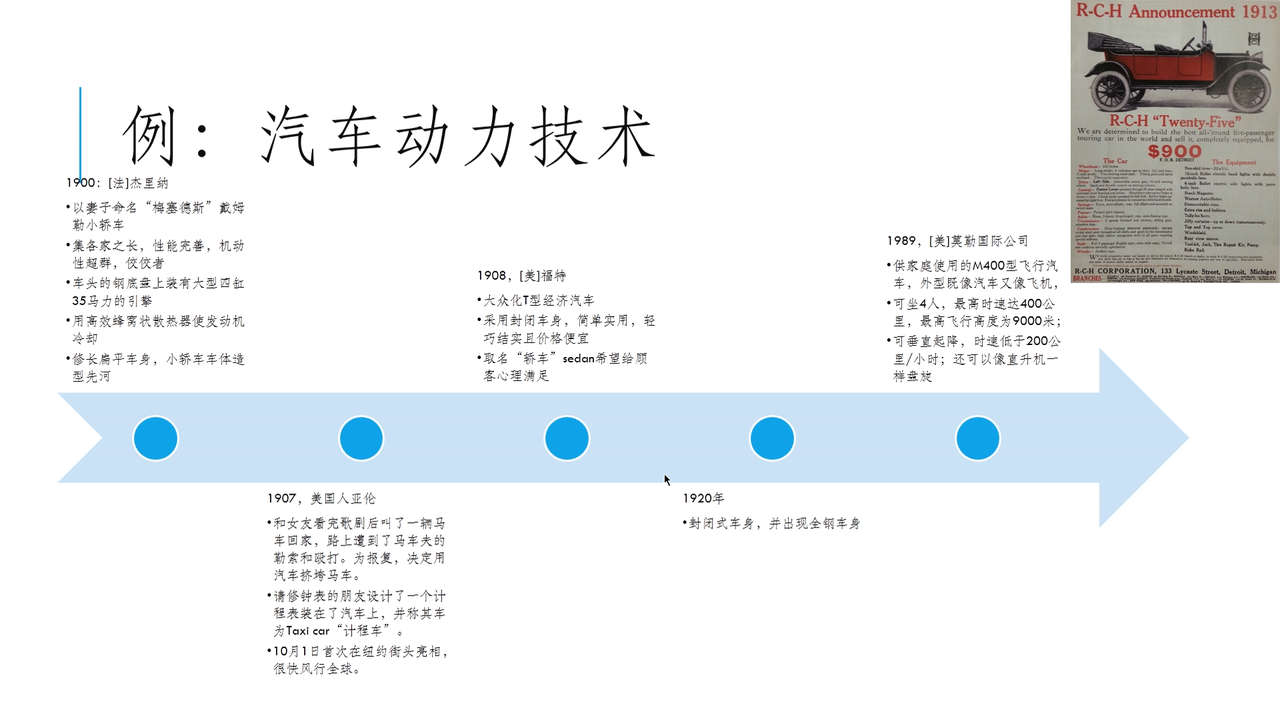 例：汽车动力技术
1900：[法]杰里纳
•以妻子命名“梅塞德斯”戴姆
勒小轿车
•集各家之长，性能完善，机动
性超群，佼佼者
•车头的钢底盘上装有大型四缸
35马力的引擎
•用高效蜂窝状散热器使发动机
冷却
•修长扁平车身，小轿车车体造
型先河
1907，美国人亚伦
•和女友看完歌剧后叫了一辆马
车回家，路上遭到了马车夫的
勒索和殴打。为报复，决定用
汽车挤垮马车。
•请修钟表的朋友设计了一个计
程表装在了汽车上，并称其车
为Taxi car“计程车”。
•10月1日首次在纽约街头亮相，
很快风行全球。
1908，[美]福特
•大众化T型经济汽车
•采用封闭车身，简单实用，轻
巧结实且价格便宜
•取名“轿车”sedan希望给顾
客心理满足
1920年
•封闭式车身，并出现全钢车身
1989，[美]莫勒国际公司
•供家庭使用的M400型飞行汽
车，外型既像汽车又像飞机，
•可坐4人，最高时速达400公
里，最高飞行高度为9000米；
•可垂直起降，时速低于200公
里/小时；还可以像直升机一
样盘旋
R-C-H Announcement 1913
R-C-H “Twenty-Five”
We are determined to build the best all-'round five-passenger
touring car in the world and sell it, completely equipped, for
$900
F. O. B. DETROIT
The Car
The Equipment
R-C-H CORPORATION, 133 Lycaste Street, Detroit, Michigan
BRANCHES